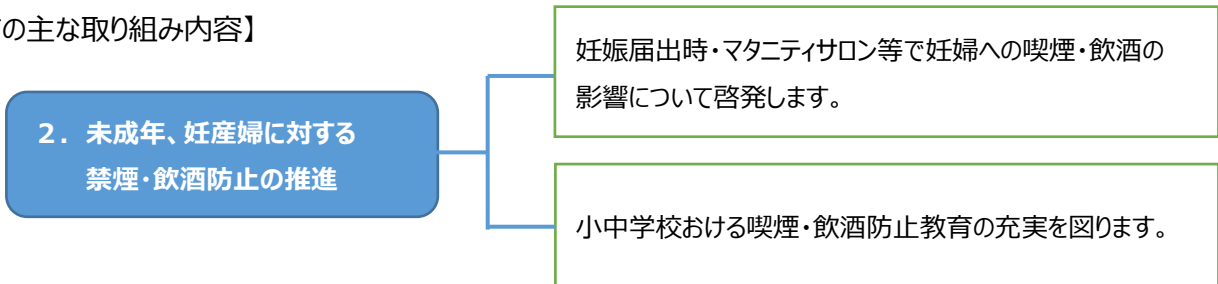 の主な取り組み内容】
妊娠届出時・マタニティサロン等で妊婦への喫煙・飲酒の
影響について啓発します。
２．未成年、妊産婦に対する
禁煙・飲酒防止の推進
小中学校おける喫煙・飲酒防止教育の充実を図ります。